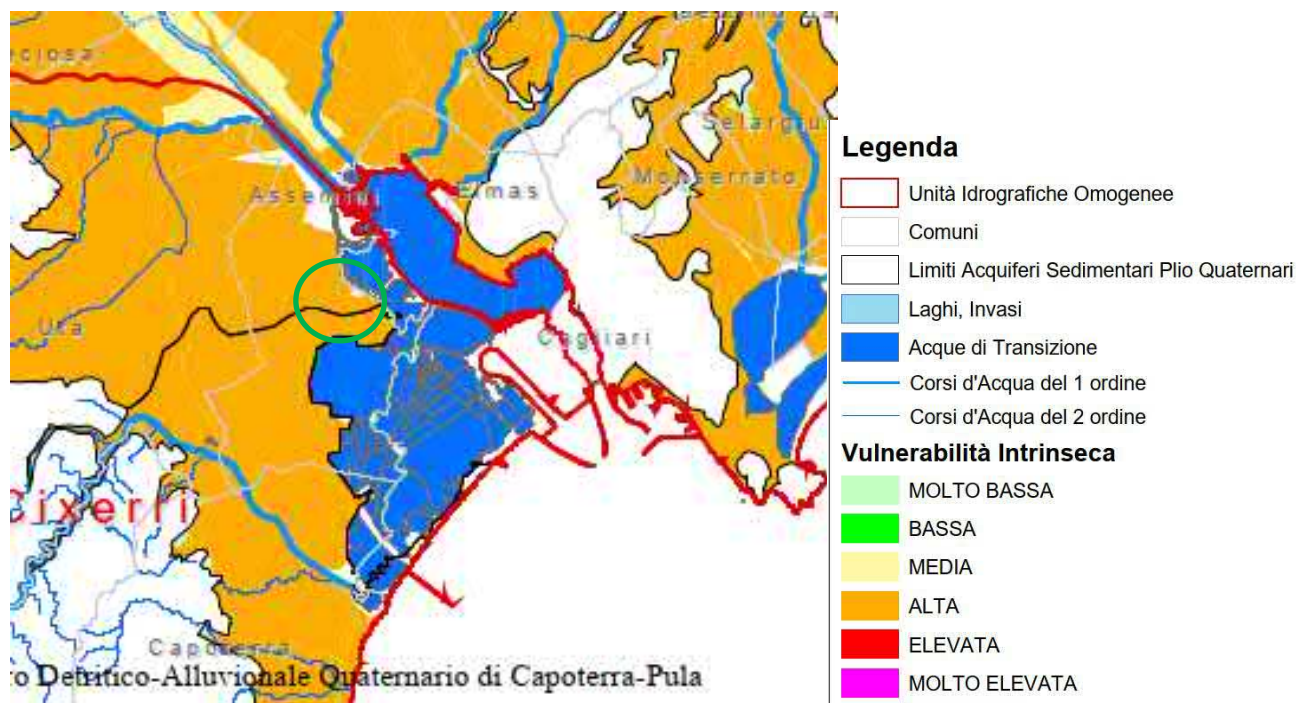 ciosa
Selargiu
Monserrato
Assemini
Elmas
Cagliari
Uta
Cixerri
Capoterra
o Detritico-Alluvionale Quaternario di Capoterra-Pula
Legenda
Unità Idrografiche Omogenee
Comuni
Limiti Acquiferi Sedimentari Plio Quaternari
Laghi, Invasi
Acque di Transizione
Corsi d'Acqua del 1 ordine
Corsi d'Acqua del 2 ordine
Vulnerabilità Intrinseca
MOLTO BASSA
BASSA
MEDIA
ALTA
ELEVATA
MOLTO ELEVATA